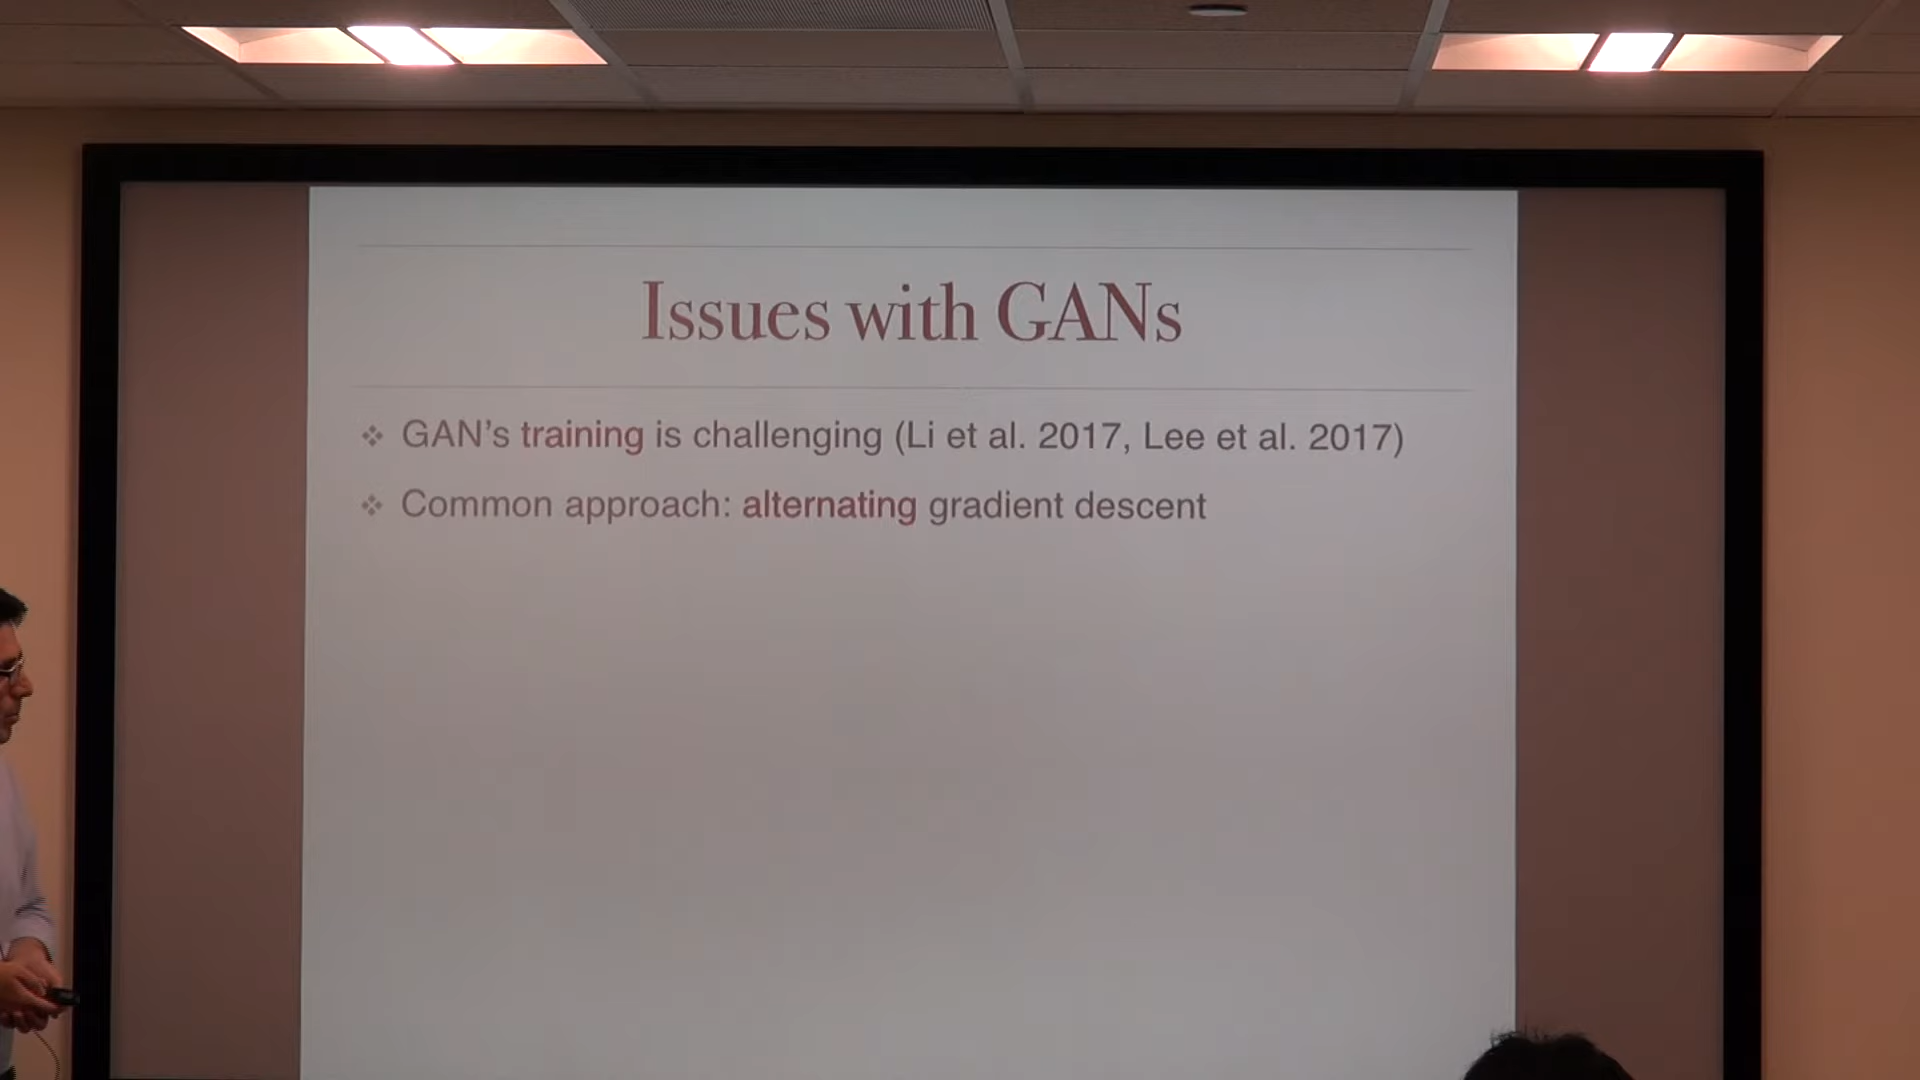 Issues with GANs
GAN's training is challenging (Li et al. 2017, Lee et al. 2017)
Common approach: alternating gradient descent